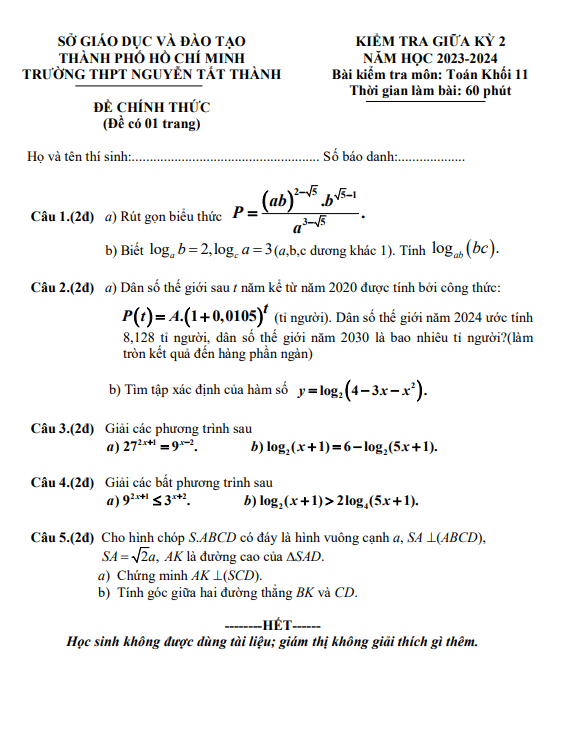 SỞ GIÁO DỤC VÀ ĐÀO TẠO
THÀNH PHỐ HỒ CHÍ MINH
TRƯỜNG THPT NGUYỄN TẤT THÀNH
ĐỀ CHÍNH THỨC
(Đề có 01 trang)
KIỂM TRA GIỮA KỲ 2
NĂM HỌC 2023-2024
Bài kiểm tra môn: Toán Khối 11
Thời gian làm bài: 60 phút
Họ và tên thí sinh:..................................................... Số báo danh:...................
Câu 1.(2đ) a) Rút gọn biểu thức P = \frac{(ab)^{2-√5}.b^{√5-1}}{a^{3-√5}}.
b) Biết log_a b = 2, log_c a = 3 (a,b,c dương khác 1). Tính log_{ab}(bc).
Câu 2.(2đ) a) Dân số thế giới sau t năm kể từ năm 2020 được tính bởi công thức:
P(t) = A.(1+0,0105)^t (tỉ người). Dân số thế giới năm 2024 ước tính
8,128 tỉ người, dân số thế giới năm 2030 là bao nhiêu tỉ người?(làm
tròn kết quả đến hàng phần ngàn)
b) Tìm tập xác định của hàm số y = log_2(4-3x-x^2).
Câu 3.(2đ) Giải các phương trình sau
a) 27^{2x+1} = 9^{x-2}. b) log_2(x+1) = 6-log_2(5x+1).
Câu 4.(2đ) Giải các bất phương trình sau
a) 9^{2x+1} ≤ 3^{x+2}. b) log_2(x+1) > 2log_4(5x+1).
Câu 5.(2đ) Cho hình chóp S.ABCD có đáy là hình vuông cạnh a, SA ⊥(ABCD),
SA = √2a, AK là đường cao của ΔSAD.
a) Chứng minh AK ⊥(SCD).
b) Tính góc giữa hai đường thẳng BK và CD.
--------HẾT------
Học sinh không được dùng tài liệu; giám thị không giải thích gì thêm.